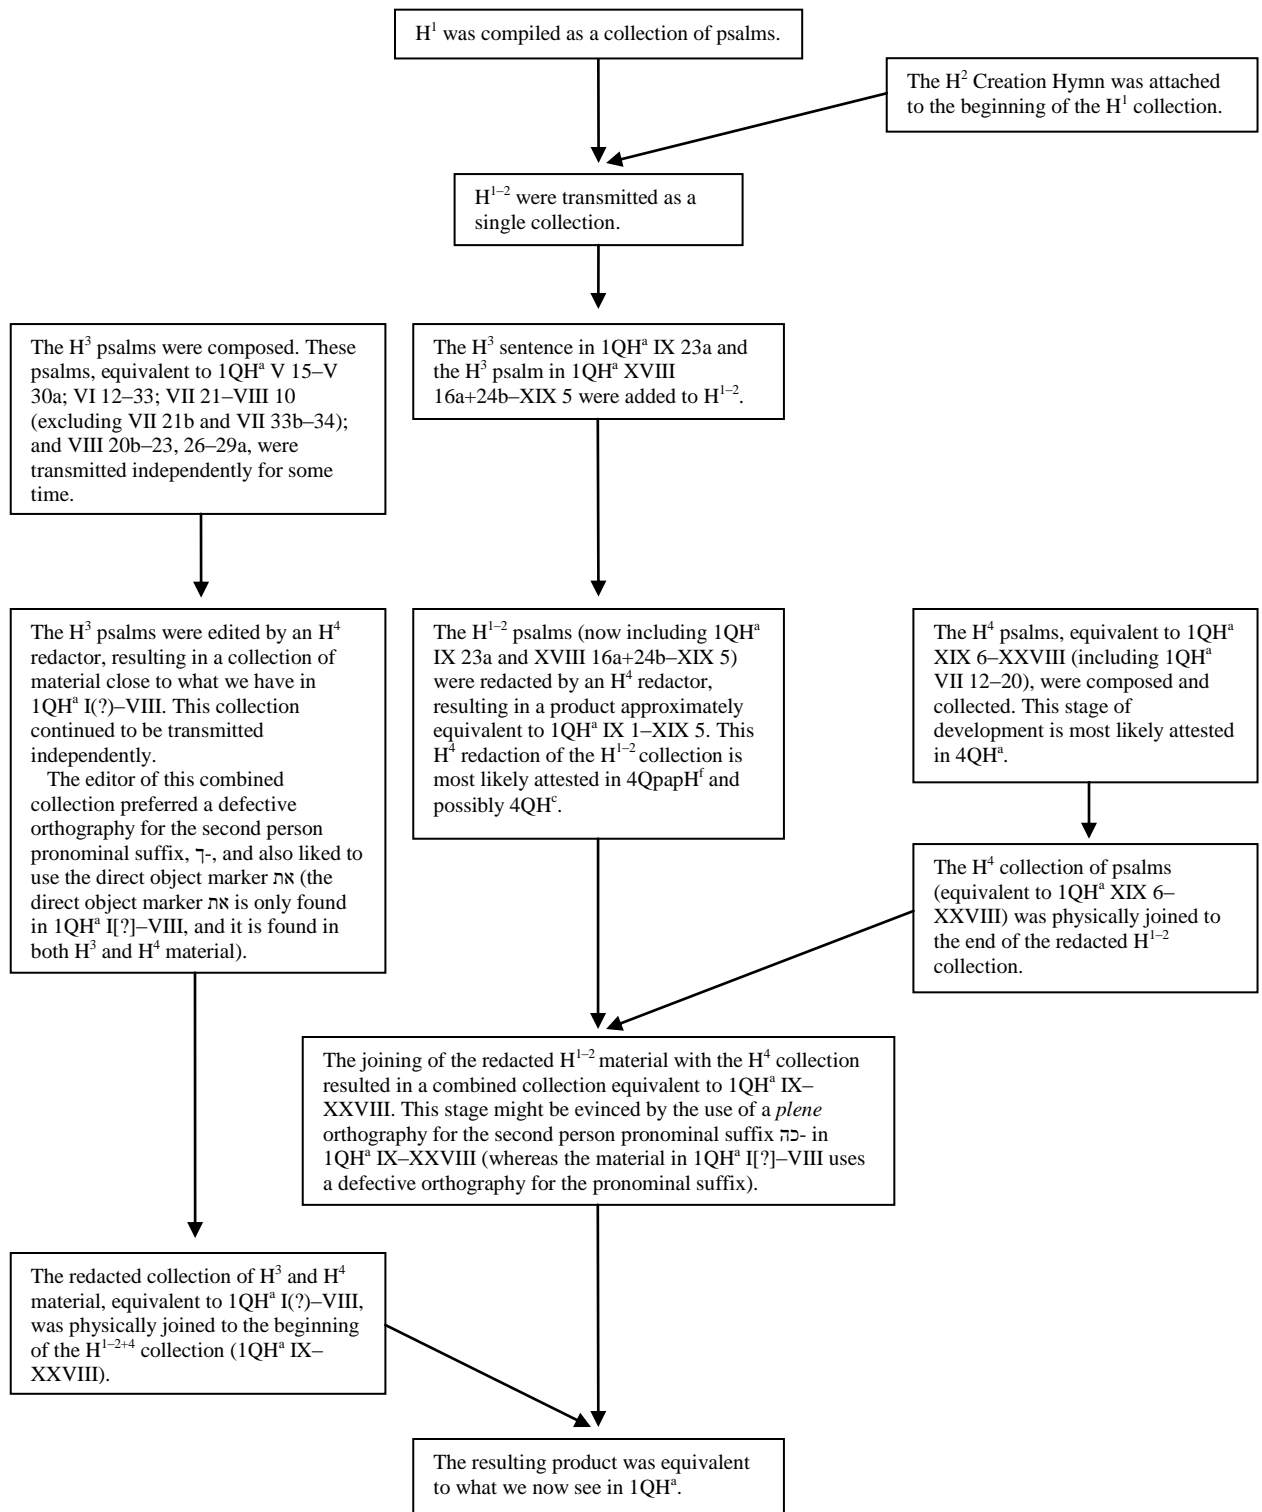 H¹ was compiled as a collection of psalms.
The H² Creation Hymn was attached
to the beginning of the H¹ collection.
H¹⁻² were transmitted as a
single collection.
The H³ psalms were composed. These
psalms, equivalent to 1QHᵃ V 15–V
30a; VI 12–33; VII 21–VIII 10
(excluding VII 21b and VII 33b–34);
and VIII 20b–23, 26–29a, were
transmitted independently for some
time.
The H³ sentence in 1QHᵃ IX 23a and
the H³ psalm in 1QHᵃ XVIII
16a+24b–XIX 5 were added to H¹⁻².
The H³ psalms were edited by an H⁴
redactor, resulting in a collection of
material close to what we have in
1QHᵃ I(?)–VIII. This collection
continued to be transmitted
independently.
The editor of this combined
collection preferred a defective
orthography for the second person
pronominal suffix, ך-, and also liked to
use the direct object marker את (the
direct object marker את is only found
in 1QHᵃ I[?]–VIII, and it is found in
both H³ and H⁴ material).
The H¹⁻² psalms (now including 1QHᵃ
IX 23a and XVIII 16a+24b–XIX 5)
were redacted by an H⁴ redactor,
resulting in a product approximately
equivalent to 1QHᵃ IX 1–XIX 5. This
H⁴ redaction of the H¹⁻² collection is
most likely attested in 4QpapHᶠ and
possibly 4QHᶜ.
The H⁴ psalms, equivalent to 1QHᵃ
XIX 6–XXVIII (including 1QHᵃ
VII 12–20), were composed and
collected. This stage of
development is most likely attested
in 4QHᵃ.
The H⁴ collection of psalms
(equivalent to 1QHᵃ XIX 6–
XXVIII) was physically joined to
the end of the redacted H¹⁻²
collection.
The joining of the redacted H¹⁻² material with the H⁴ collection
resulted in a combined collection equivalent to 1QHᵃ IX–
XXVIII. This stage might be evinced by the use of a plene
orthography for the second person pronominal suffix כה- in
1QHᵃ IX–XXVIII (whereas the material in 1QHᵃ I[?]–VIII uses
a defective orthography for the pronominal suffix).
The redacted collection of H³ and H⁴
material, equivalent to 1QHᵃ I(?)–VIII,
was physically joined to the beginning
of the H¹⁻²⁺⁴ collection (1QHᵃ IX–
XXVIII).
The resulting product was equivalent
to what we now see in 1QHᵃ.